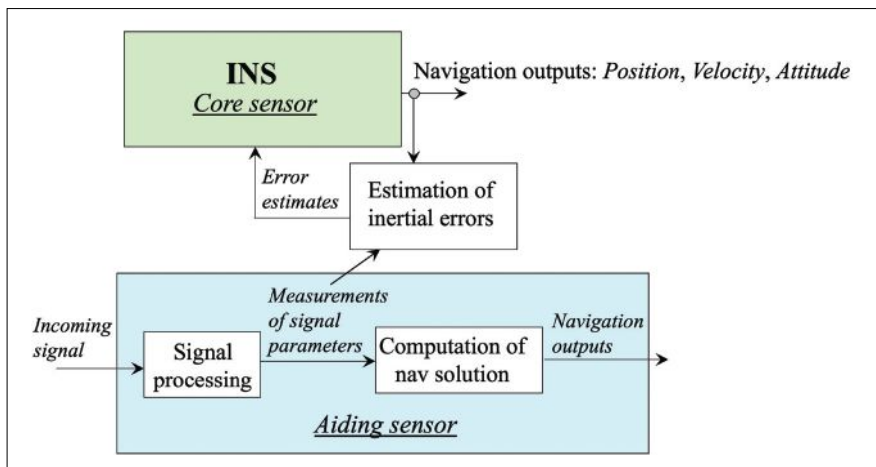 INS
Core sensor
Navigation outputs: Position, Velocity, Attitude
Error
estimates
Estimation of
inertial errors
Measurements
of signal
parameters
Incoming
signal
Signal
processing
Computation of
nav solution
Navigation
outputs
Aiding sensor